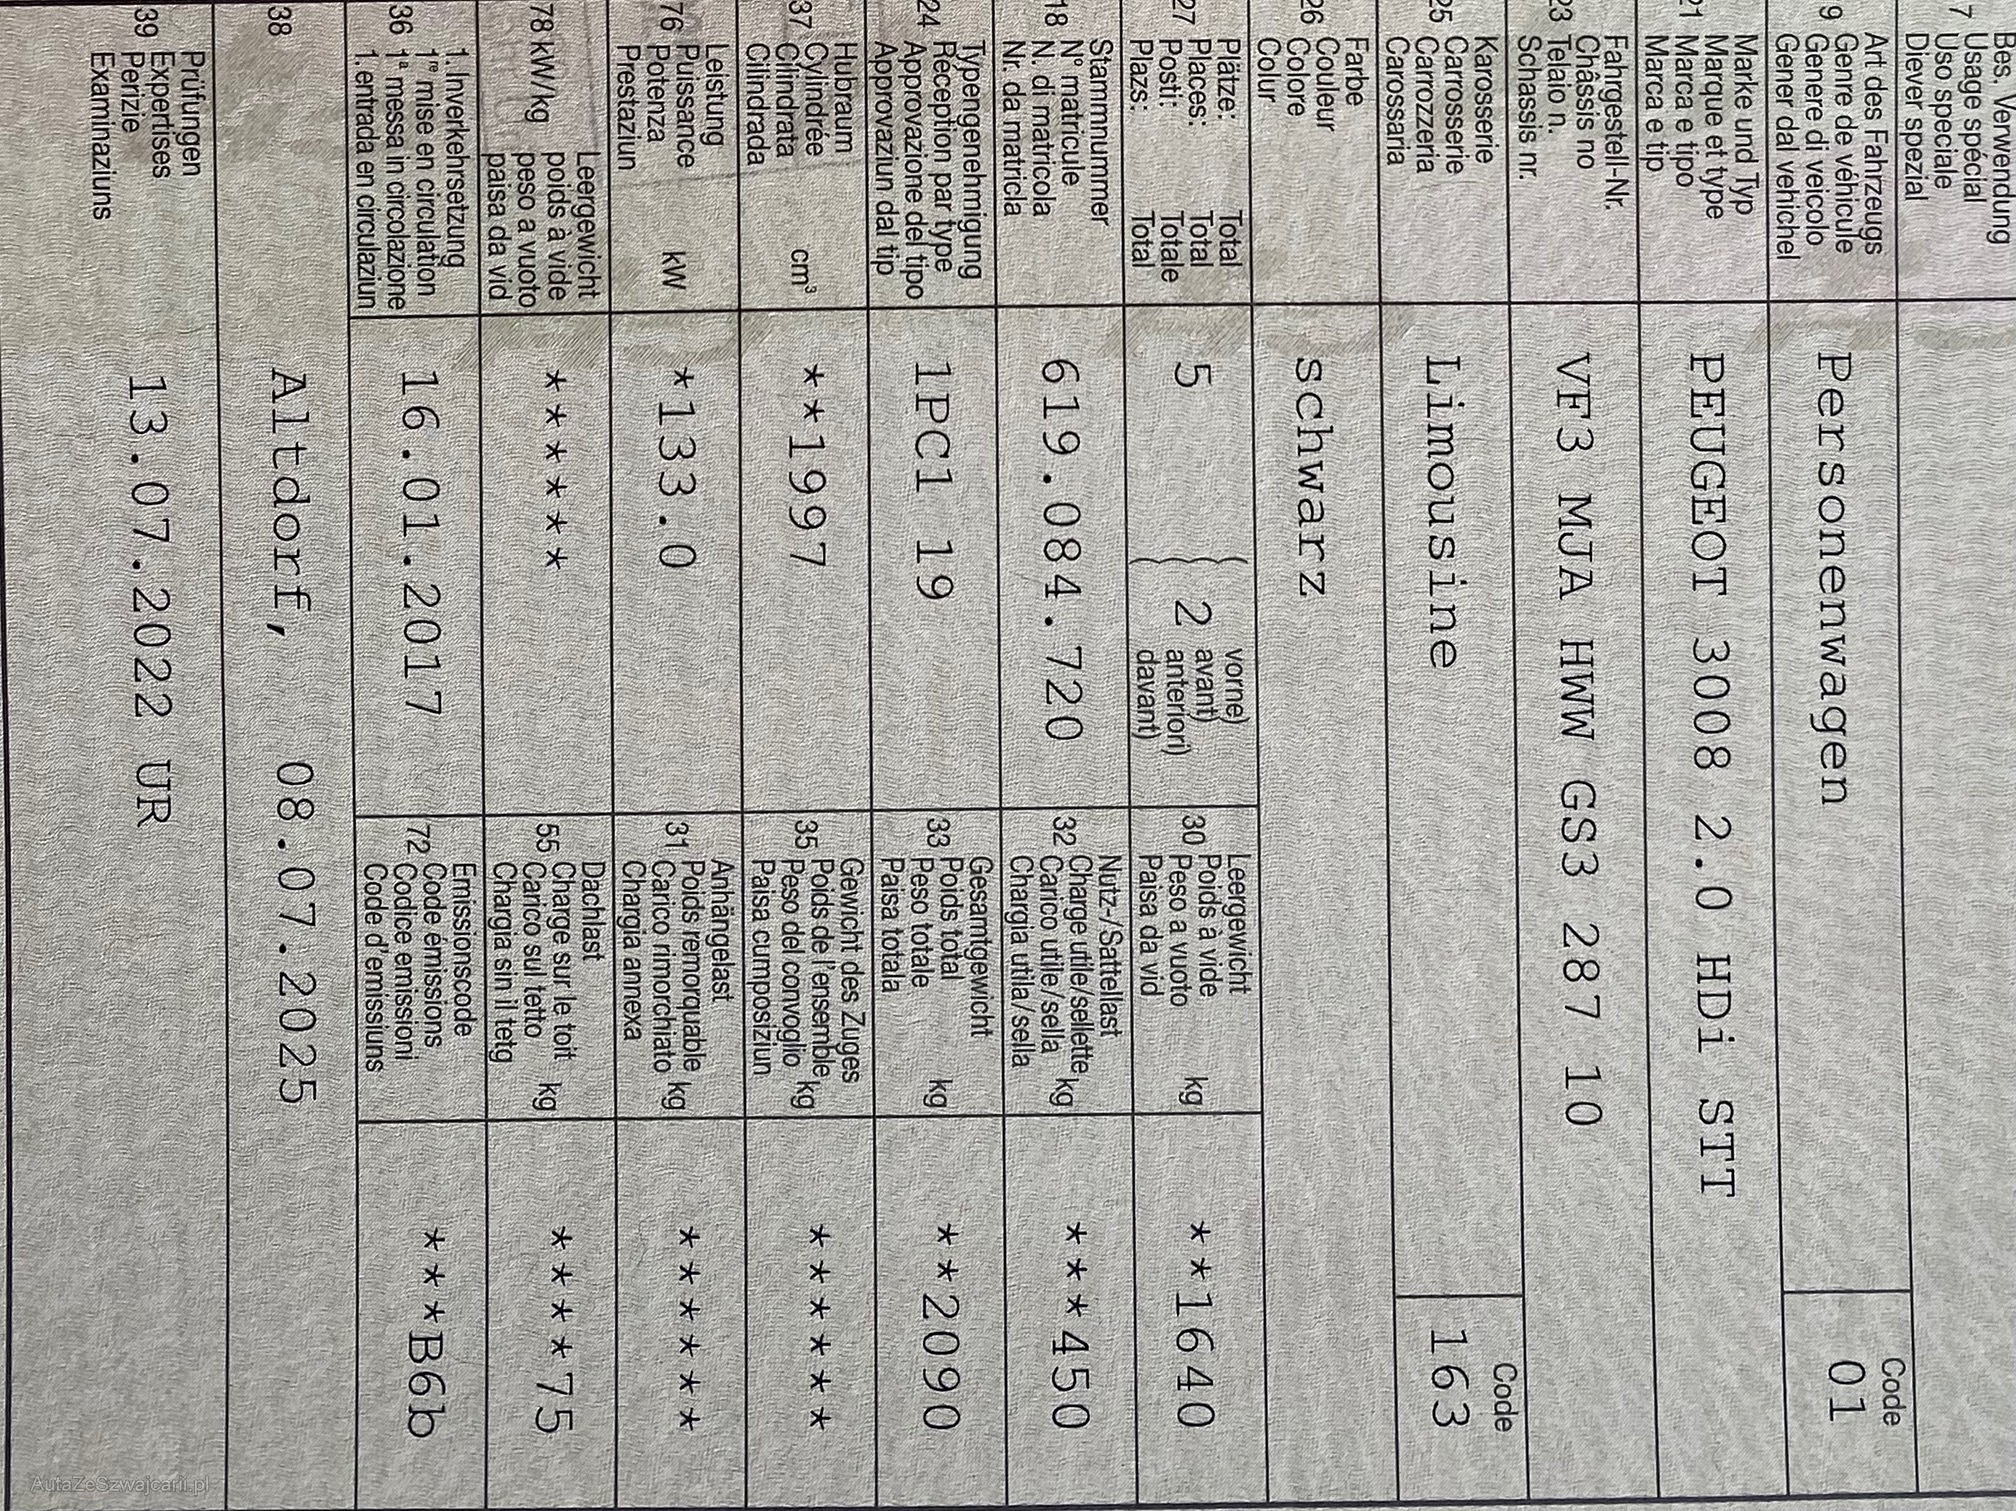 Bes. Verwendung
Usage spécial
Uso speciale
Diever spezial
7
Art des Fahrzeugs
Genre de véhicule
Genere di veicolo
Gener dal vehichel
Personenwagen
Code
01
Marke und Typ
Marque et type
21 Marca e tipo
Marca e tip
PEUGEOT 3008 2.0 HDi STT
Fahrgestell-Nr.
Châssis no
23 Telaio n.
Schassis nr.
VF3 MJA HWW GS3 287 10
Karosserie
Carrosserie
25 Carrozzeria
Carossaria
Limousine
Code
163
Farbe
Couleur
26 Colore
Colur
schwarz
Plätze: Total
Places: Total
27 Posti: Totale
Plazs: Total
5
(2
vorne)
avant)
anteriori)
davant)
Leergewicht
Poids à vide
30 Peso a vuoto kg
Paisa da vid
**1640
Stammnummer
N° matricule
18 N. di matricola
Nr. da matricla
619.084.720
Nutz-/Sattellast
Charge utile/sellette
32 Carico utile/sella kg
Chargia utila/sella
***450
Typengenehmigung
Réception par type
24 Approvazione del tipo
Approvaziun dal tip
1PC1 19
Gesamtgewicht
Poids total
33 Peso totale kg
Paisa totala
**2090
Hubraum
Cylindrée
37 Cilindrata cm³
Cilindrada
**1997
Gewicht des Zuges
Poids de l'ensemble
35 Peso del convoglio kg
Paisa cumposiziun
******
Leistung
Puissance
76 Potenza kW
Prestaziun
*133.0
Anhängelast
Poids remorquable
31 Carico rimorchiato kg
Chargia annexa
******
Leergewicht
poids à vide
78 kW/kg peso a vuoto
paisa da vid
******
Dachlast
Charge sur le toit
55 Carico sul tetto kg
Chargia sin il tetg
****75
1. Inverkehrsetzung
1re mise en circulation
36 1a messa in circolazione
1. entrada en circulaziun
16.01.2017
Emissionscode
Code émissions
72 Codice emissioni
Code d'emissiuns
***B6b
38
Altdorf, 08.07.2025
Prüfungen
Expertises
39 Perizie
Examinaziuns
13.07.2022 UR
AutaZeSzwajcarii.pl